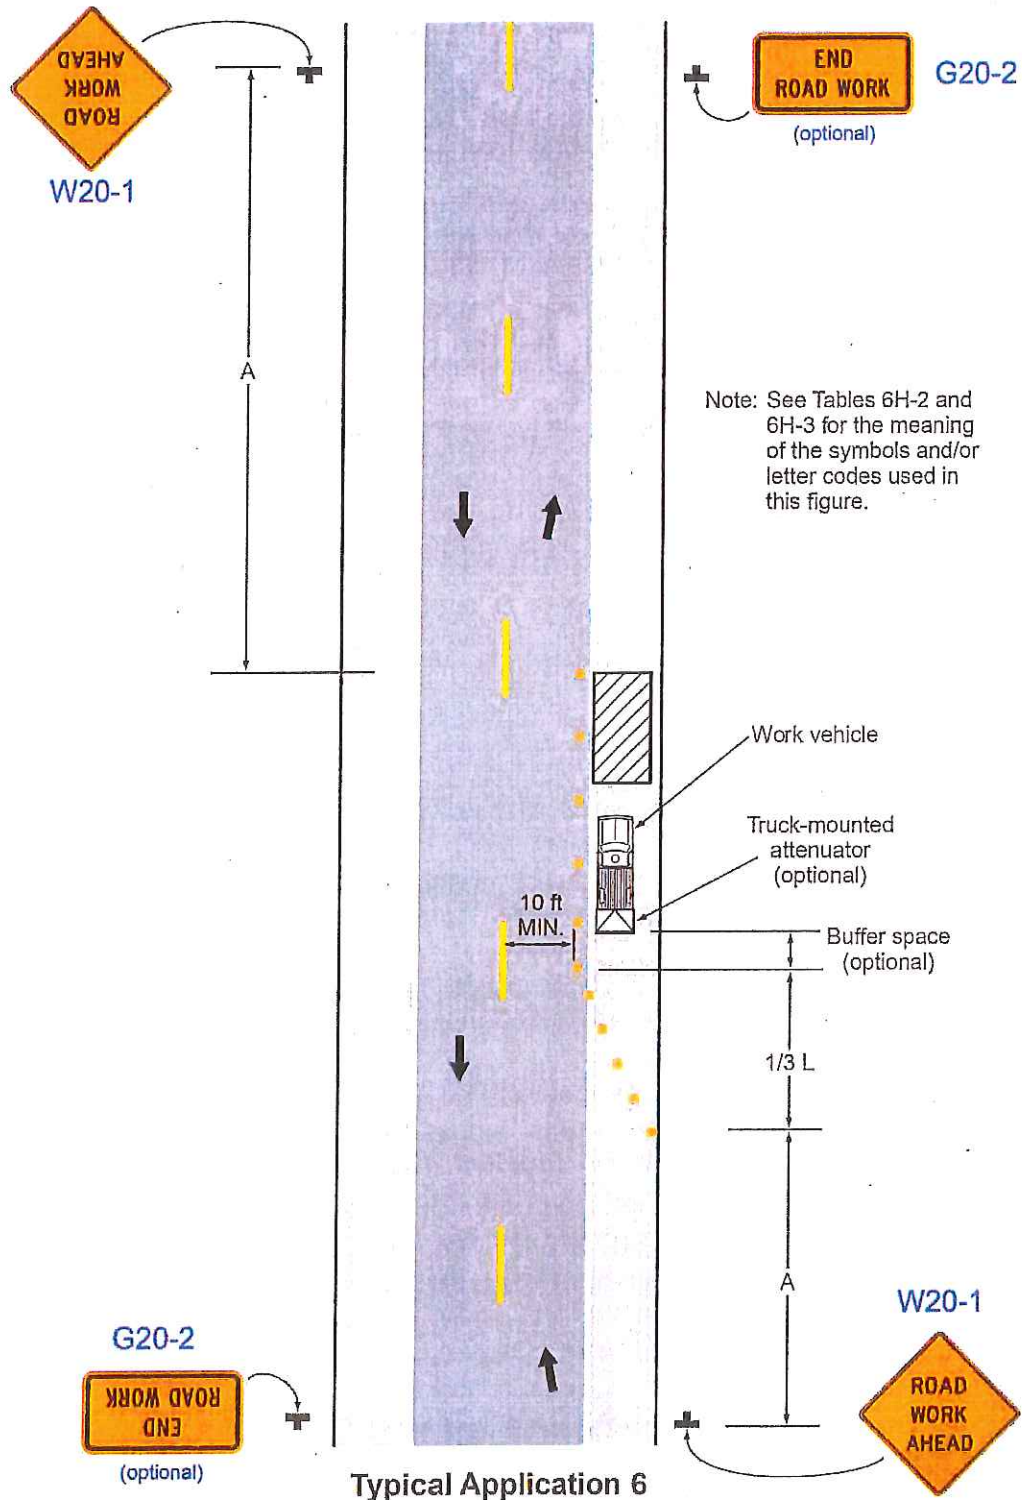 ROAD
WORK
AHEAD
W20-1
END
ROAD WORK
(optional)
G20-2
A
Note: See Tables 6H-2 and
6H-3 for the meaning
of the symbols and/or
letter codes used in
this figure.
Work vehicle
Truck-mounted
attenuator
(optional)
10 ft
MIN.
Buffer space
(optional)
1/3 L
A
W20-1
ROAD
WORK
AHEAD
G20-2
END
ROAD WORK
(optional)
Typical Application 6